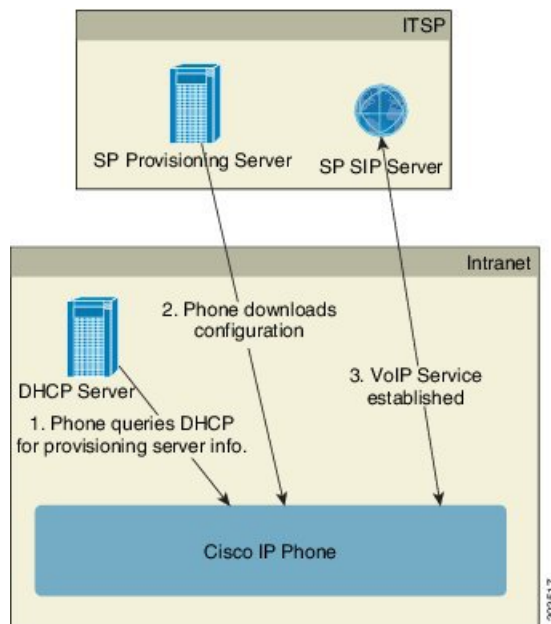 ITSP
SP Provisioning Server
SP SIP Server
Intranet
2. Phone downloads
configuration
DHCP Server
3. VoIP Service
established
1. Phone queries DHCP
for provisioning server info.
Cisco IP Phone